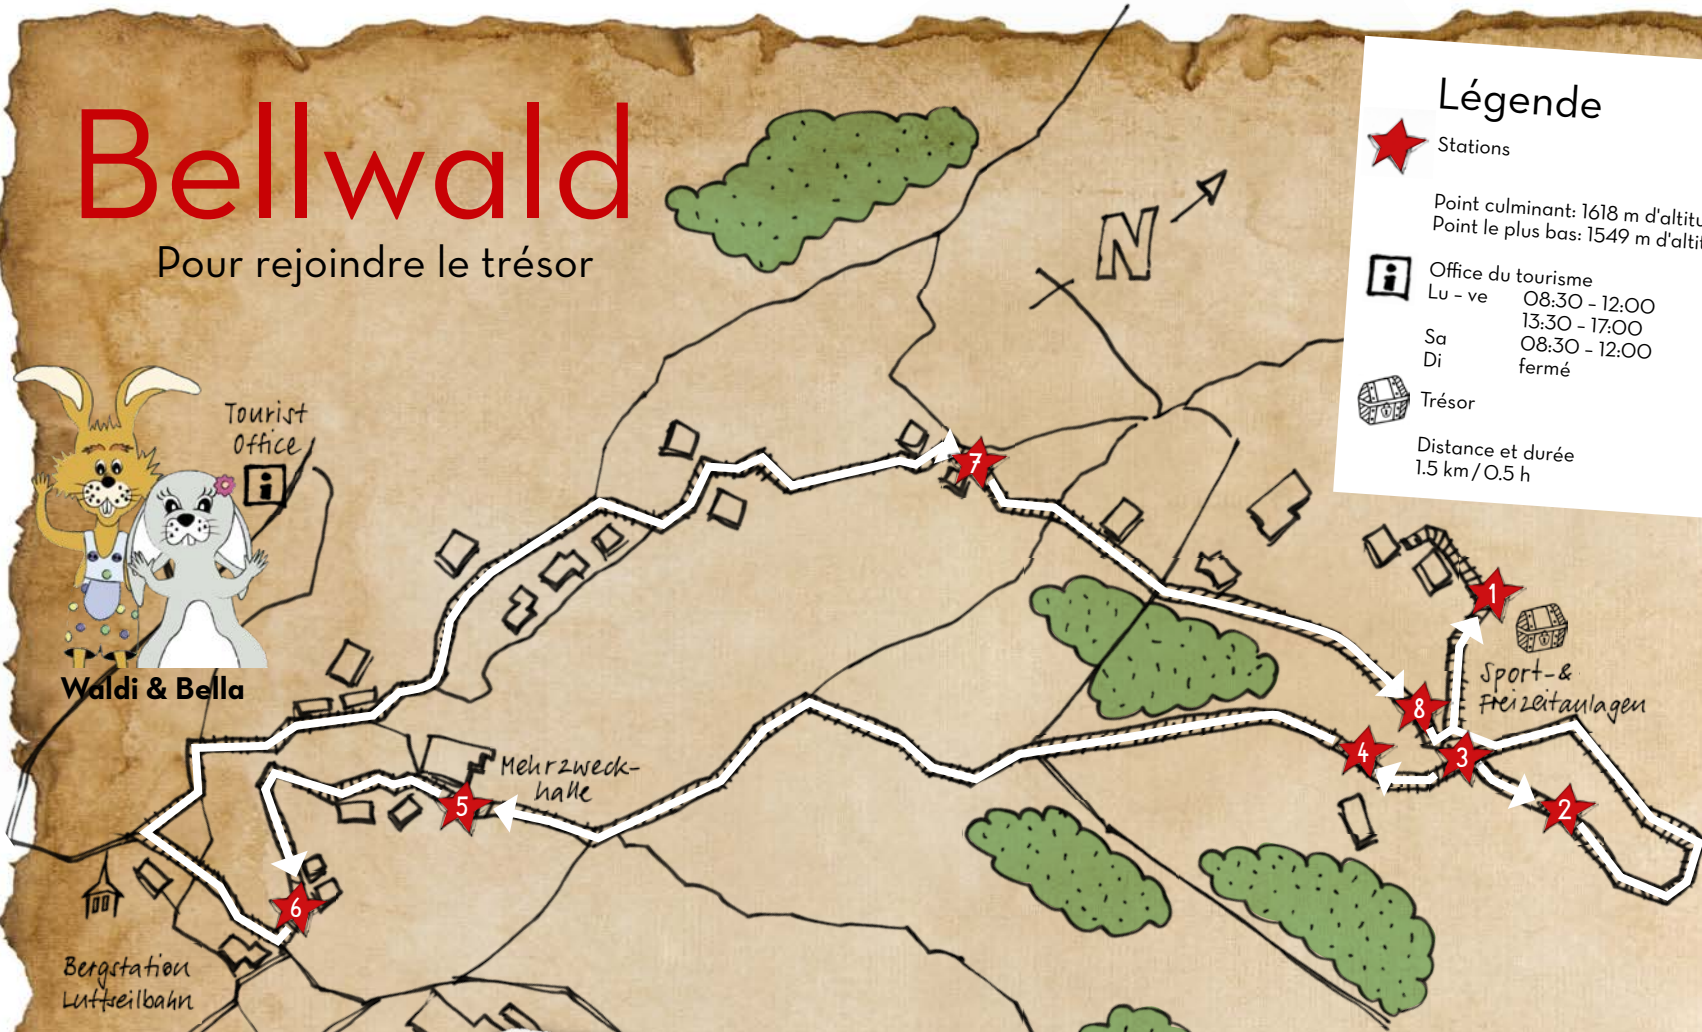 Bellwald
Pour rejoindre le trésor
Légende
Stations
Point culminant: 1618 m
Point le plus bas: 1549 m
Office du tourisme
Lu – ve 08:30 – 12:00
13:30 – 17:00
Sa 08:30 – 12:00
Di fermé
Trésor
Distance et durée
1.5 km / 0.5 h
N
Tourist
Office
i
Waldi & Bella
7
1
Sport-&
Freizeitanlagen
8
4
3
2
Mehrzweck-
halle
5
6
Bergstation
Luftseilbahn